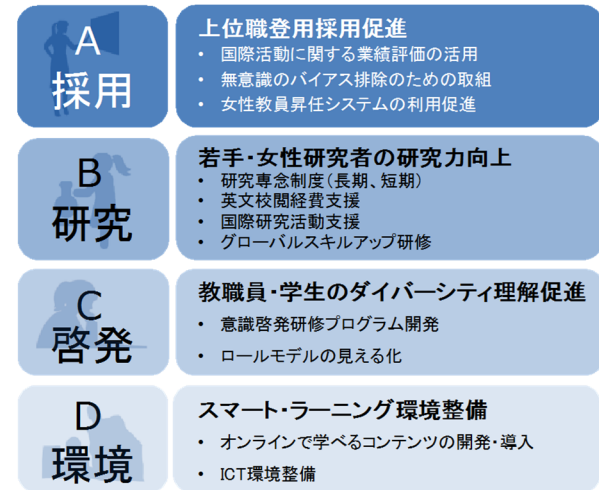 A
採用
上位職登用採用促進
• 国際活動に関する業績評価の活用
• 無意識のバイアス排除のための取組
• 女性教員昇任システムの利用促進
B
研究
若手・女性研究者の研究力向上
• 研究専念制度（長期、短期）
• 英文校閲経費支援
• 国際研究活動支援
• グローバルスキルアップ研修
C
啓発
教職員・学生のダイバーシティ理解促進
• 意識啓発研修プログラム開発
• ロールモデルの見える化
D
環境
スマート・ラーニング環境整備
• オンラインで学べるコンテンツの開発・導入
• ICT環境整備